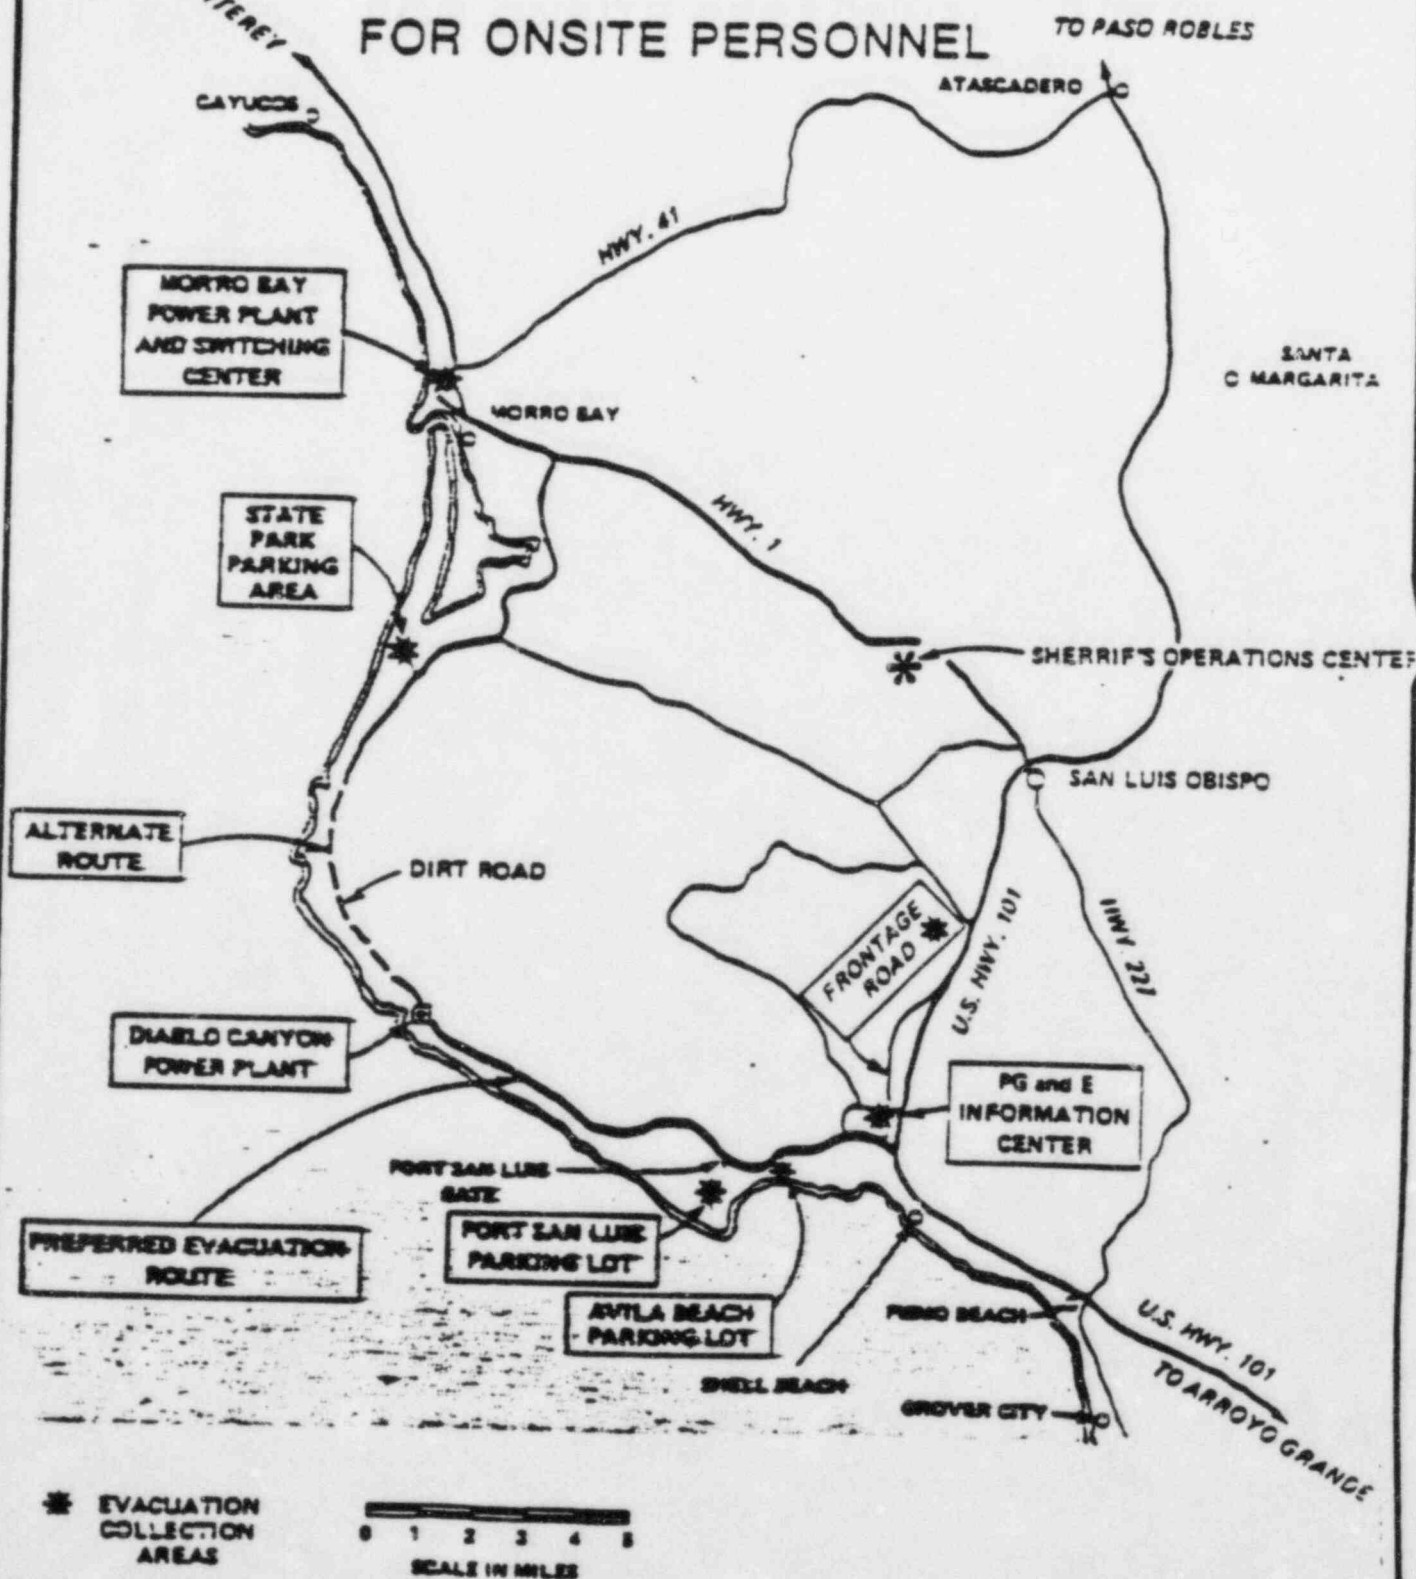 TEREY
FOR ONSITE PERSONNEL
TO PASO ROBLES
CAYUCOS
ATASCADERO
HWY. 41
MORRO BAY
POWER PLANT
AND SWITCHING
CENTER
SANTA
MARGARITA
MORRO BAY
STATE
PARK
PARKING
AREA
HWY. 1
SHERRIF'S OPERATIONS CENTER
SAN LUIS OBISPO
ALTERNATE
ROUTE
DIRT ROAD
FRONTAGE
ROAD
U.S. HWY. 101
HWY. 227
DIABLO CANYON
POWER PLANT
PG and E
INFORMATION
CENTER
PORT SAN LUIS
GATE
PREFERRED EVACUATION
ROUTE
PORT SAN LUIS
PARKING LOT
AVILA BEACH
PARKING LOT
PISMO BEACH
U.S. HWY. 101
TO ARROYO GRANDE
SHELL BEACH
GROVER CITY
EVACUATION
COLLECTION
AREAS
0 1 2 3 4 5
SCALE IN MILES